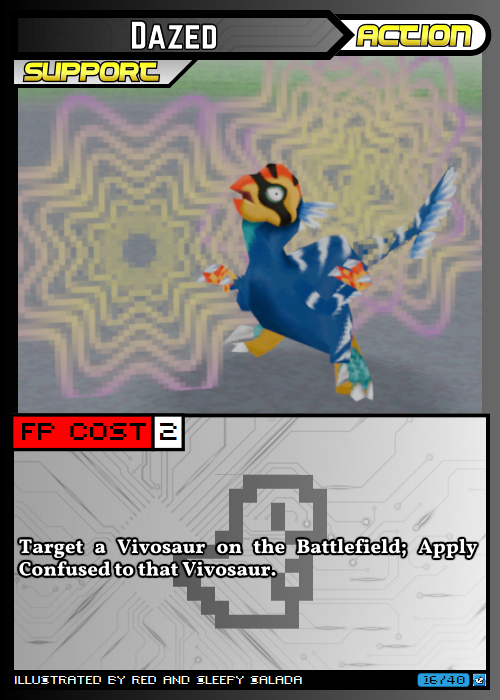 Dazed
ACTION
SUPPORT
FP COST 2
Target a Vivosaur on the Battlefield; Apply
Confused to that Vivosaur.
ILLUSTRATED BY RED AND SLEEPY SALADA
16/40